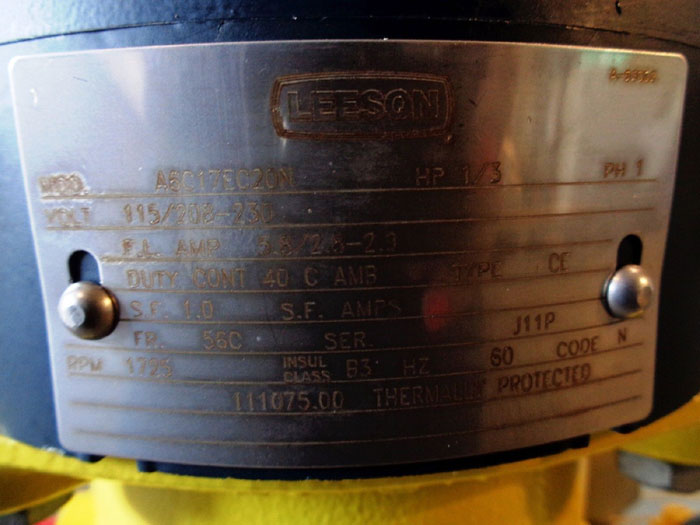 LEESON
MOD. A6C17EC20N HP 1/3 PH 1
VOLT 115/208-230
F.L. AMP 5.8/2.8-2.9
DUTY CONT 40 C AMB TYPE CE
S.F. 1.0 S.F. AMPS
FR. 56C SER. J11P
RPM 1725 INSUL CLASS B3 HZ 60 CODE N
111075.00 THERMALLY PROTECTED